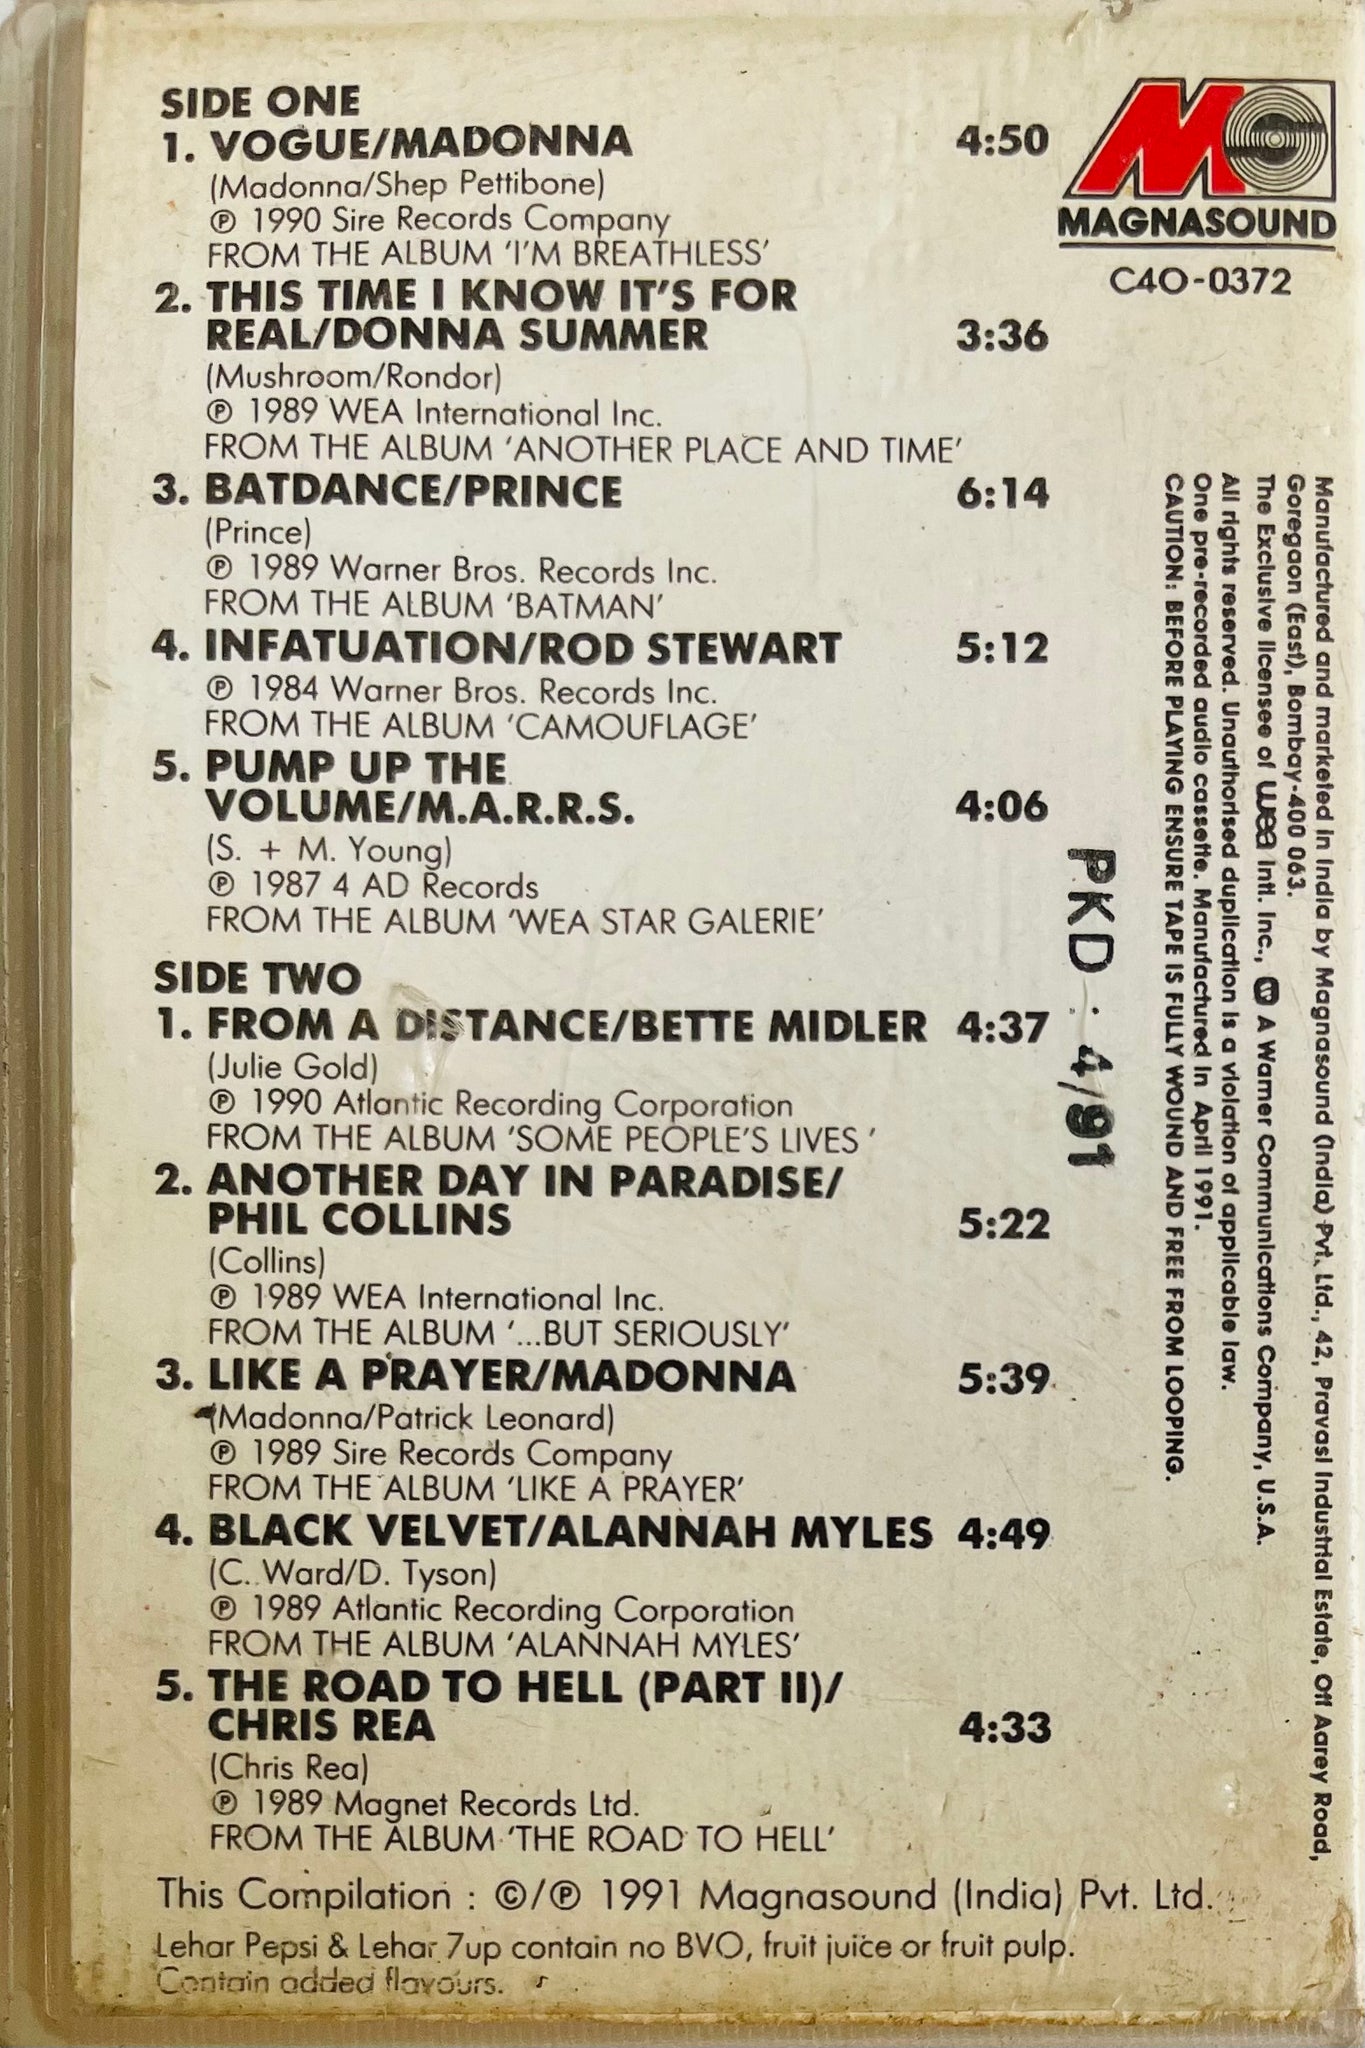 SIDE ONE
1. VOGUE/MADONNA 4:50
(Madonna/Shep Pettibone)
℗ 1990 Sire Records Company
FROM THE ALBUM 'I'M BREATHLESS'
2. THIS TIME I KNOW IT'S FOR
REAL/DONNA SUMMER 3:36
(Mushroom/Rondor)
℗ 1989 WEA International Inc.
FROM THE ALBUM 'ANOTHER PLACE AND TIME'
3. BATDANCE/PRINCE 6:14
(Prince)
℗ 1989 Warner Bros. Records Inc.
FROM THE ALBUM 'BATMAN'
4. INFATUATION/ROD STEWART 5:12
℗ 1984 Warner Bros. Records Inc.
FROM THE ALBUM 'CAMOUFLAGE'
5. PUMP UP THE
VOLUME/M.A.R.R.S. 4:06
(S. + M. Young)
℗ 1987 4 AD Records
FROM THE ALBUM 'WEA STAR GALERIE'
SIDE TWO
1. FROM A DISTANCE/BETTE MIDLER 4:37
(Julie Gold)
℗ 1990 Atlantic Recording Corporation
FROM THE ALBUM 'SOME PEOPLE'S LIVES '
2. ANOTHER DAY IN PARADISE/
PHIL COLLINS 5:22
(Collins)
℗ 1989 WEA International Inc.
FROM THE ALBUM '...BUT SERIOUSLY'
3. LIKE A PRAYER/MADONNA 5:39
(Madonna/Patrick Leonard)
℗ 1989 Sire Records Company
FROM THE ALBUM 'LIKE A PRAYER'
4. BLACK VELVET/ALANNAH MYLES 4:49
(C. Ward/D. Tyson)
℗ 1989 Atlantic Recording Corporation
FROM THE ALBUM 'ALANNAH MYLES'
5. THE ROAD TO HELL (PART II)/
CHRIS REA 4:33
(Chris Rea)
℗ 1989 Magnet Records Ltd.
FROM THE ALBUM 'THE ROAD TO HELL'
This Compilation : ©/℗ 1991 Magnasound (India) Pvt. Ltd.
Lehar Pepsi & Lehar 7up contain no BVO, fruit juice or fruit pulp.
Contain added flavours.
MAGNASOUND
C4O-0372
Manufactured and marketed in India by Magnasound (India) Pvt. Ltd., 42, Pravasi Industrial Estate, Off Aarey Road,
Goregaon (East), Bombay-400 063.
The Exclusive licensee of wea Intl. Inc., A Warner Communications Company, U.S.A.
All rights reserved. Unauthorised duplication is a violation of applicable law.
One pre-recorded audio cassette. Manufactured in April 1991.
CAUTION: BEFORE PLAYING ENSURE TAPE IS FULLY WOUND AND FREE FROM LOOPING.
PKD : 4/91